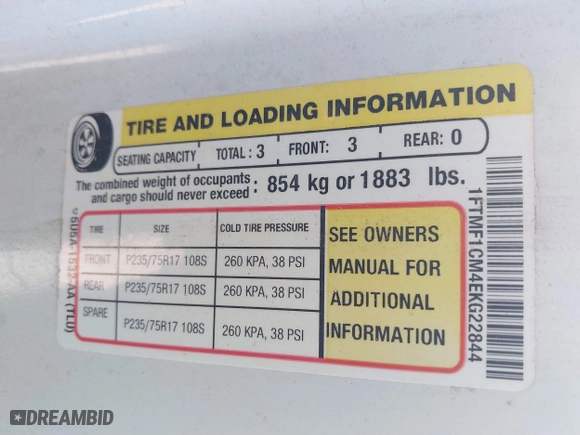 TIRE AND LOADING INFORMATION
SEATING CAPACITY TOTAL: 3 FRONT: 3 REAR: 0
The combined weight of occupants and cargo should never exceed : 854 kg or 1883 lbs.
TIRE SIZE COLD TIRE PRESSURE
FRONT P235/75R17 108S 260 KPA, 38 PSI
REAR P235/75R17 108S 260 KPA, 38 PSI
SPARE P235/75R17 108S 260 KPA, 38 PSI
SEE OWNERS
MANUAL FOR
ADDITIONAL
INFORMATION
1FTMF1CM4EKG22844
DREAMBID